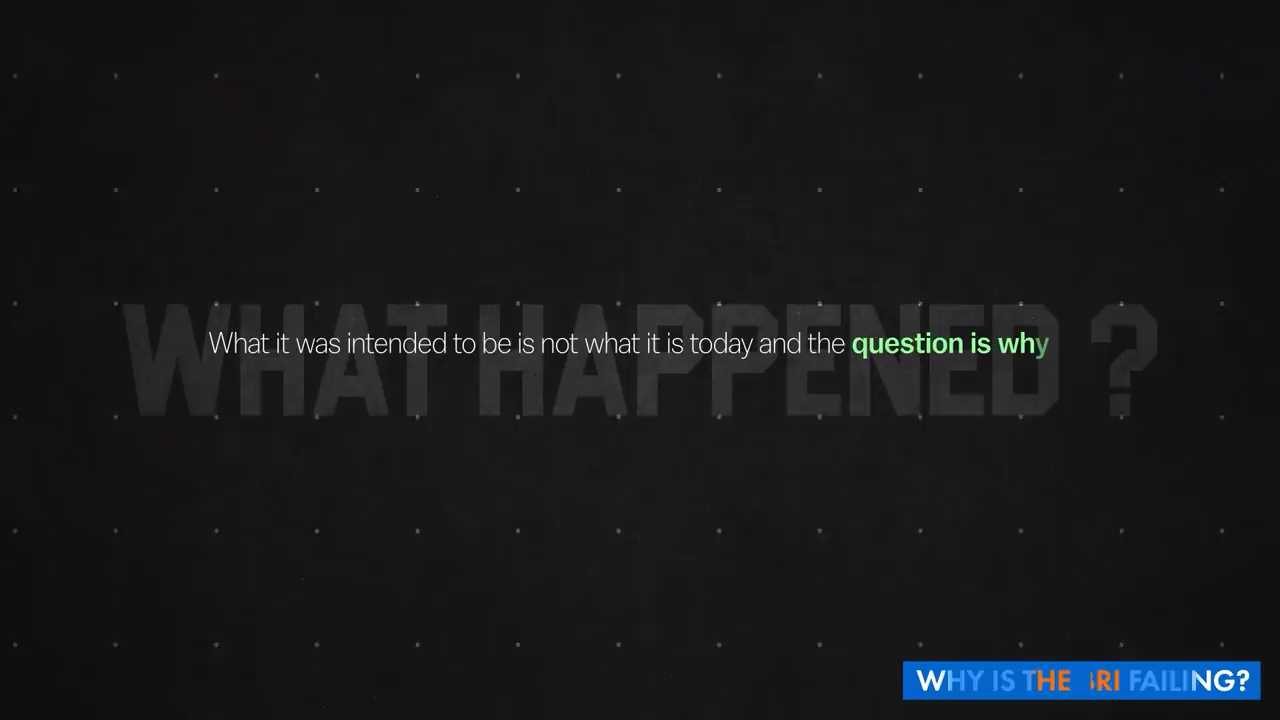 WHAT HAPPENED ?
What it was intended to be is not what it is today and the question is why
WHY IS THE BRI FAILING?